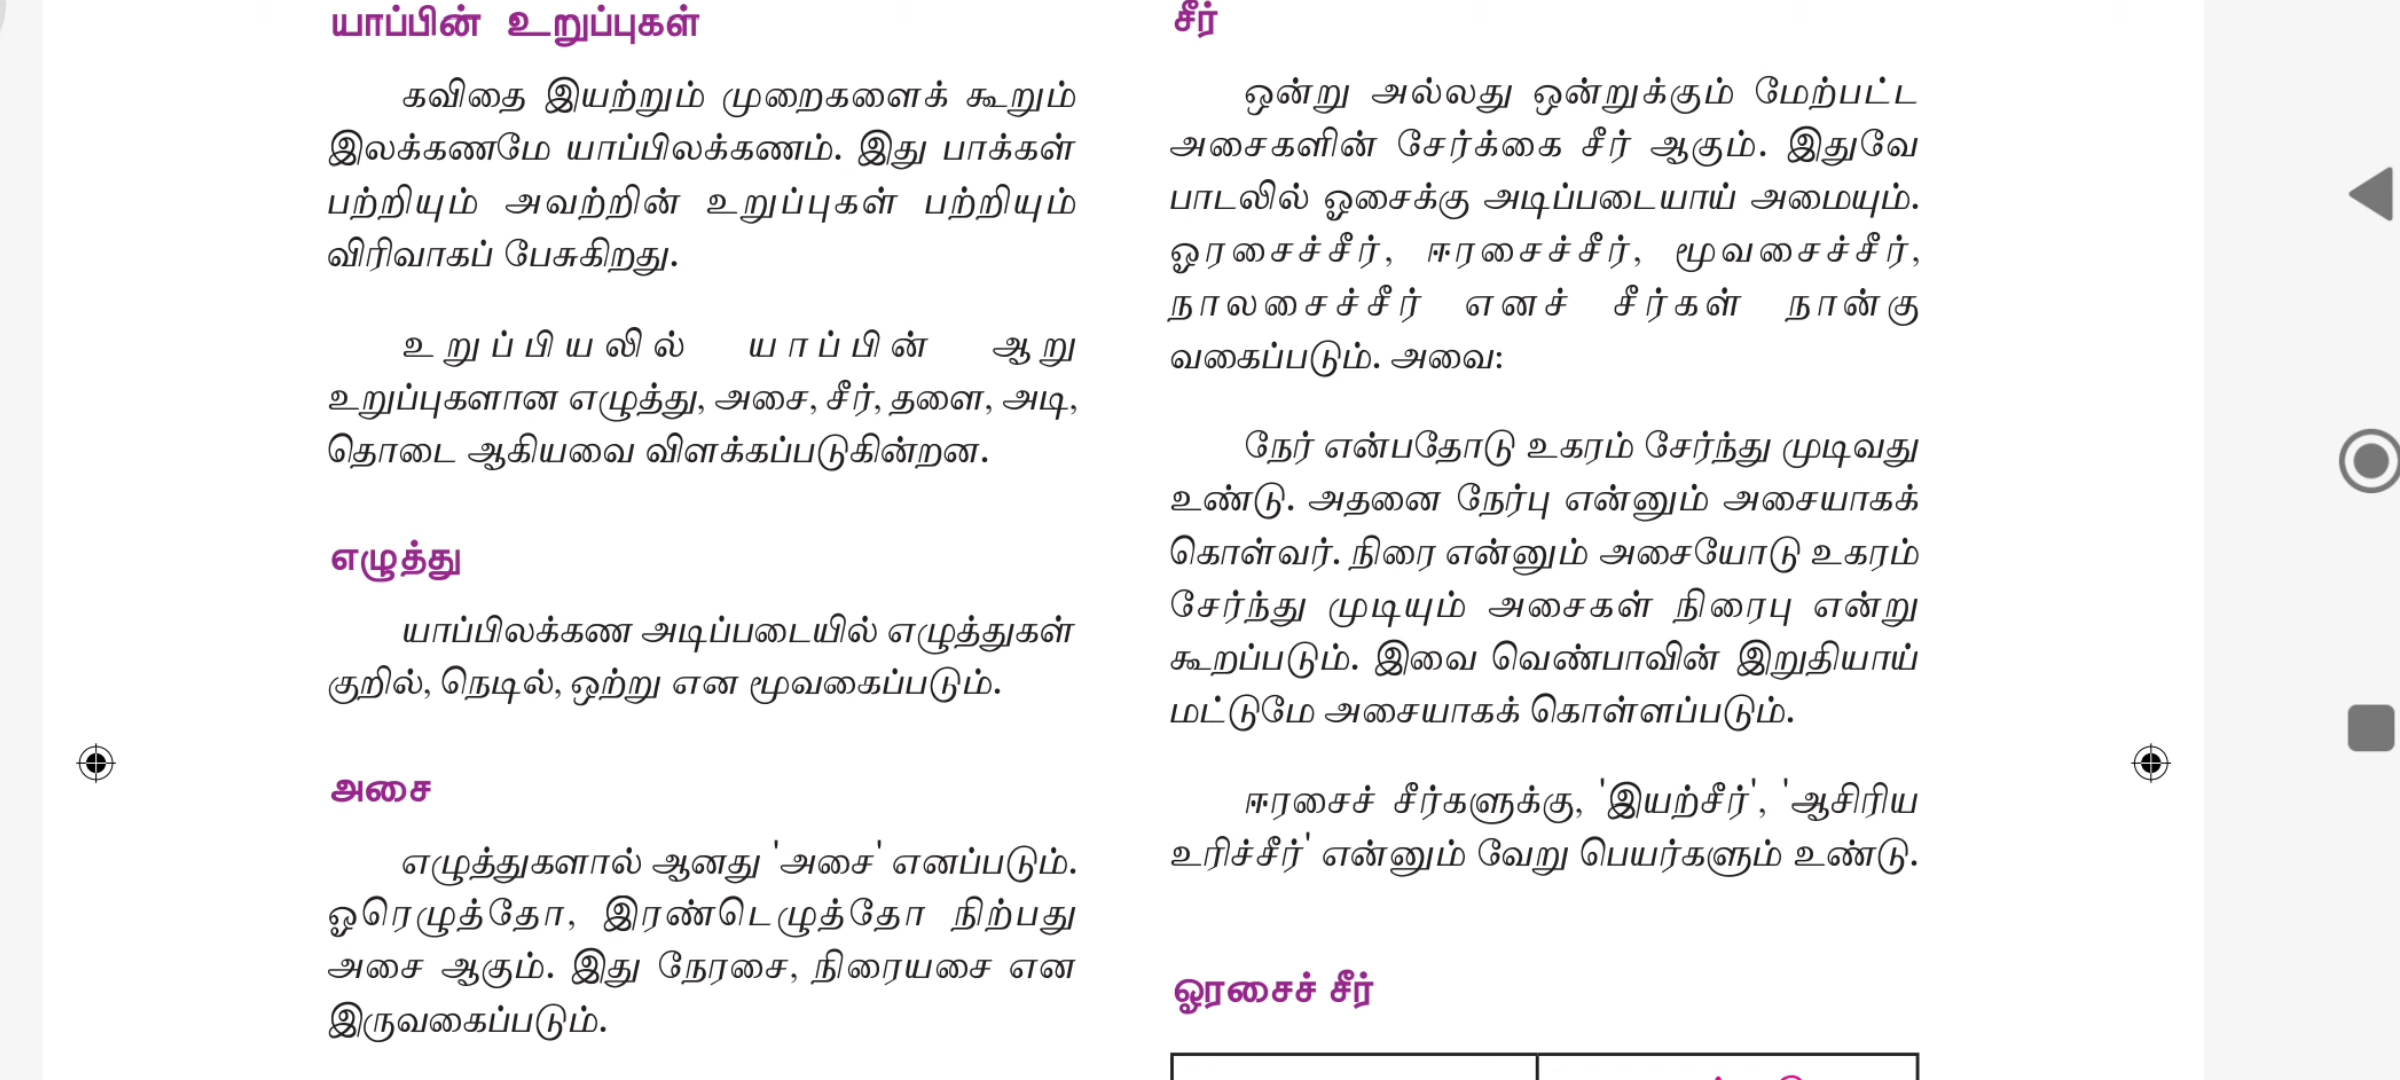 யாப்பின் உறுப்புகள்
கவிதை இயற்றும் முறைகளைக் கூறும்
இலக்கணமே யாப்பிலக்கணம். இது பாக்கள்
பற்றியும் அவற்றின் உறுப்புகள் பற்றியும்
விரிவாகப் பேசுகிறது.
உறுப்பியலில் யாப்பின் ஆறு
உறுப்புகளான எழுத்து, அசை, சீர், தளை, அடி,
தொடை ஆகியவை விளக்கப்படுகின்றன.
எழுத்து
யாப்பிலக்கண அடிப்படையில் எழுத்துகள்
குறில், நெடில், ஒற்று என மூவகைப்படும்.
அசை
எழுத்துகளால் ஆனது 'அசை' எனப்படும்.
ஓரெழுத்தோ, இரண்டெழுத்தோ நிற்பது
அசை ஆகும். இது நேரசை, நிரையசை என
இருவகைப்படும்.
சீர்
ஒன்று அல்லது ஒன்றுக்கும் மேற்பட்ட
அசைகளின் சேர்க்கை சீர் ஆகும். இதுவே
பாடலில் ஓசைக்கு அடிப்படையாய் அமையும்.
ஓரசைச்சீர், ஈரசைச்சீர், மூவசைச்சீர்,
நாலசைச்சீர் எனச் சீர்கள் நான்கு
வகைப்படும். அவை:
நேர் என்பதோடு உகரம் சேர்ந்து முடிவது
உண்டு. அதனை நேர்பு என்னும் அசையாகக்
கொள்வர். நிரை என்னும் அசையோடு உகரம்
சேர்ந்து முடியும் அசைகள் நிரைபு என்று
கூறப்படும். இவை வெண்பாவின் இறுதியாய்
மட்டுமே அசையாகக் கொள்ளப்படும்.
ஈரசைச் சீர்களுக்கு, 'இயற்சீர்', 'ஆசிரிய
உரிச்சீர்' என்னும் வேறு பெயர்களும் உண்டு.
ஓரசைச் சீர்